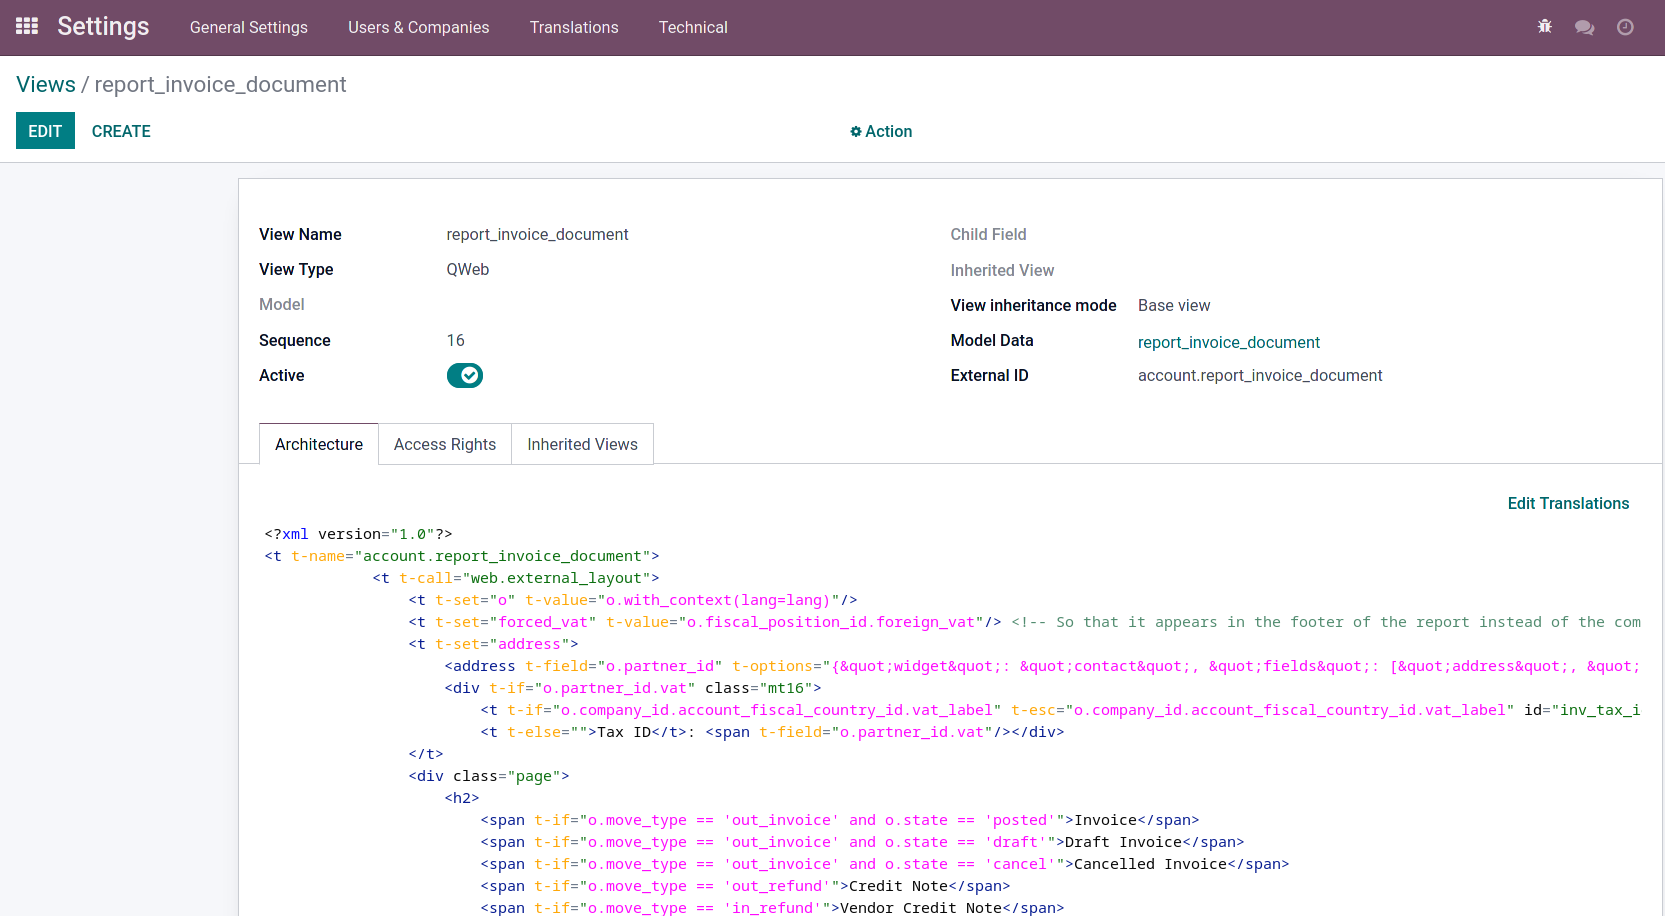 Settings General Settings Users & Companies Translations Technical
Views / report_invoice_document
EDIT CREATE Action
View Name report_invoice_document
View Type QWeb
Model
Sequence 16
Active
Child Field
Inherited View
View inheritance mode Base view
Model Data report_invoice_document
External ID account.report_invoice_document
Architecture Access Rights Inherited Views
Edit Translations
<?xml version="1.0"?>
<t t-name="account.report_invoice_document">
<t t-call="web.external_layout">
<t t-set="o" t-value="o.with_context(lang=lang)"/>
<t t-set="forced_vat" t-value="o.fiscal_position_id.foreign_vat"/> <!-- So that it appears in the footer of the report instead of the com
<t t-set="address">
<address t-field="o.partner_id" t-options="{&quot;widget&quot;: &quot;contact&quot;, &quot;fields&quot;: [&quot;address&quot;, &quot;
<div t-if="o.partner_id.vat" class="mt16">
<t t-if="o.company_id.account_fiscal_country_id.vat_label" t-esc="o.company_id.account_fiscal_country_id.vat_label" id="inv_tax_i
<t t-else="">Tax ID</t>: <span t-field="o.partner_id.vat"/></div>
</t>
<div class="page">
<h2>
<span t-if="o.move_type == 'out_invoice' and o.state == 'posted'">Invoice</span>
<span t-if="o.move_type == 'out_invoice' and o.state == 'draft'">Draft Invoice</span>
<span t-if="o.move_type == 'out_invoice' and o.state == 'cancel'">Cancelled Invoice</span>
<span t-if="o.move_type == 'out_refund'">Credit Note</span>
<span t-if="o.move_type == 'in_refund'">Vendor Credit Note</span>